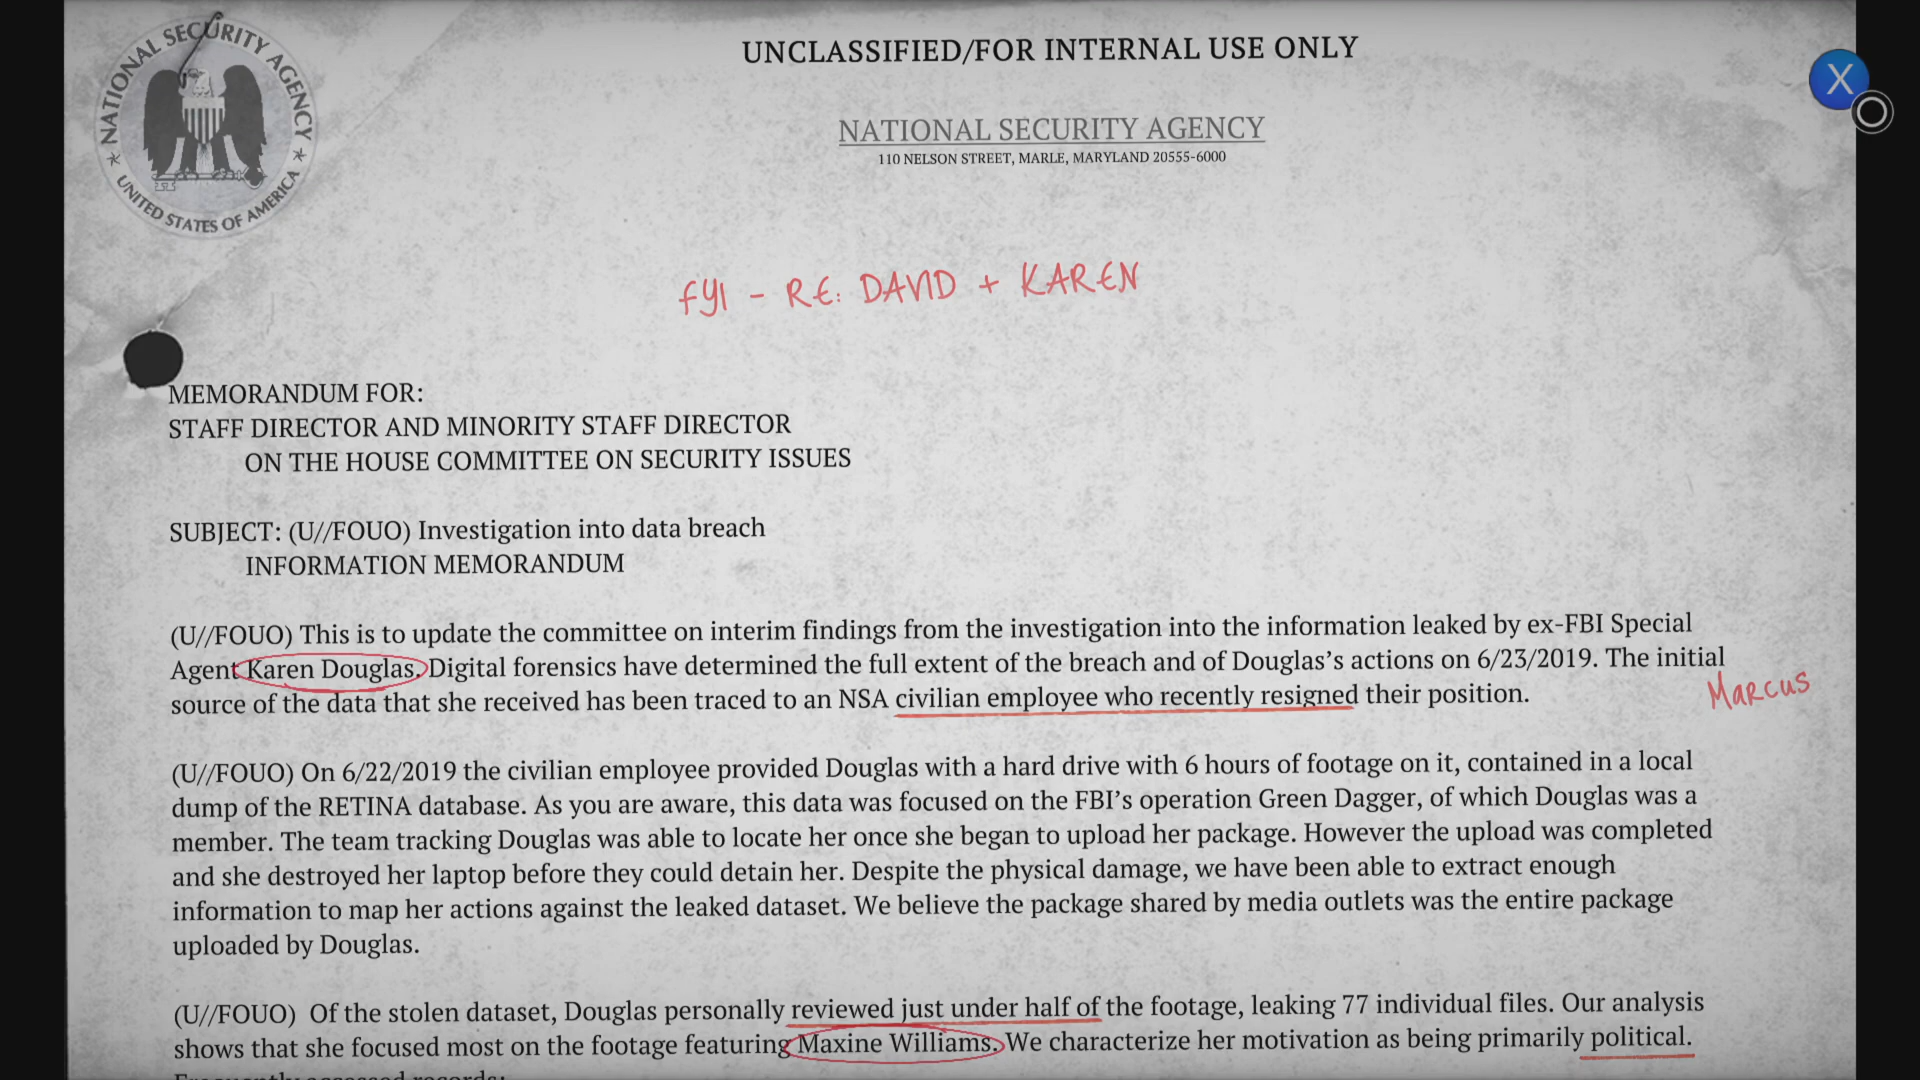 NATIONAL SECURITY AGENCY
UNITED STATES OF AMERICA
UNCLASSIFIED/FOR INTERNAL USE ONLY
X
NATIONAL SECURITY AGENCY
110 NELSON STREET, MARLE, MARYLAND 20555-6000
FYI - RE: DAVID + KAREN
MEMORANDUM FOR:
STAFF DIRECTOR AND MINORITY STAFF DIRECTOR
ON THE HOUSE COMMITTEE ON SECURITY ISSUES
SUBJECT: (U//FOUO) Investigation into data breach
INFORMATION MEMORANDUM
(U//FOUO) This is to update the committee on interim findings from the investigation into the information leaked by ex-FBI Special
Agent Karen Douglas. Digital forensics have determined the full extent of the breach and of Douglas's actions on 6/23/2019. The initial
source of the data that she received has been traced to an NSA civilian employee who recently resigned their position.
Marcus
(U//FOUO) On 6/22/2019 the civilian employee provided Douglas with a hard drive with 6 hours of footage on it, contained in a local
dump of the RETINA database. As you are aware, this data was focused on the FBI's operation Green Dagger, of which Douglas was a
member. The team tracking Douglas was able to locate her once she began to upload her package. However the upload was completed
and she destroyed her laptop before they could detain her. Despite the physical damage, we have been able to extract enough
information to map her actions against the leaked dataset. We believe the package shared by media outlets was the entire package
uploaded by Douglas.
(U//FOUO) Of the stolen dataset, Douglas personally reviewed just under half of the footage, leaking 77 individual files. Our analysis
shows that she focused most on the footage featuring Maxine Williams. We characterize her motivation as being primarily political.
Frequently accessed records: